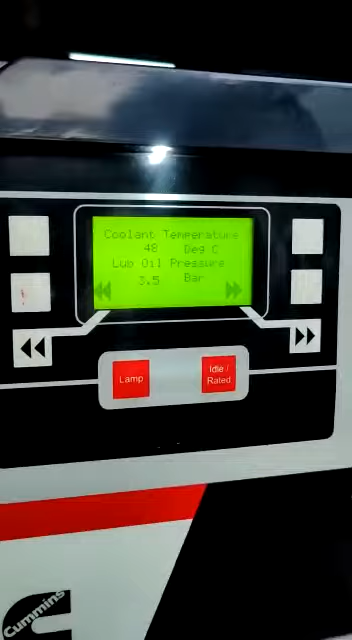 Coolant Temperature
48 Deg C
Lub Oil Pressure
3.5 Bar
Lamp
Idle /
Rated
Cummins